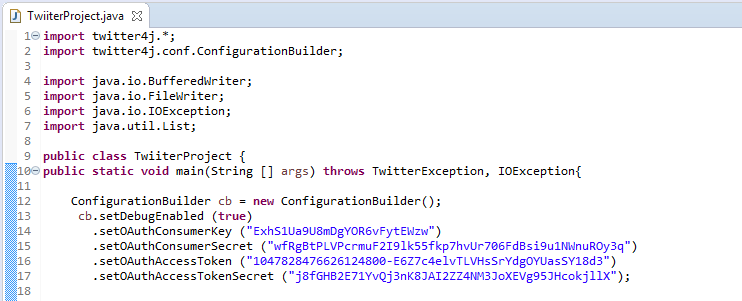 TwiiterProject.java
1 import twitter4j.*;
2 import twitter4j.conf.ConfigurationBuilder;
3
4 import java.io.BufferedWriter;
5 import java.io.FileWriter;
6 import java.io.IOException;
7 import java.util.List;
8
9 public class TwiiterProject {
10 public static void main(String [] args) throws TwitterException, IOException{
11
12 ConfigurationBuilder cb = new ConfigurationBuilder();
13 cb.setDebugEnabled (true)
14 .setOAuthConsumerKey ("ExhS1Ua9U8mDgYOR6vFytEWzw")
15 .setOAuthConsumerSecret ("wfRgBtPLVPcrmuF2I9lk55fkp7hvUr706FdBsi9u1NWnuROy3q")
16 .setOAuthAccessToken ("1047828476626124800-E6Z7c4elvTLVHsSrYdgOYUasSY18d3")
17 .setOAuthAccessTokenSecret ("j8fGHB2E71YvQj3nK8JAI2ZZ4NM3JoXEVg95JHcokjllX");